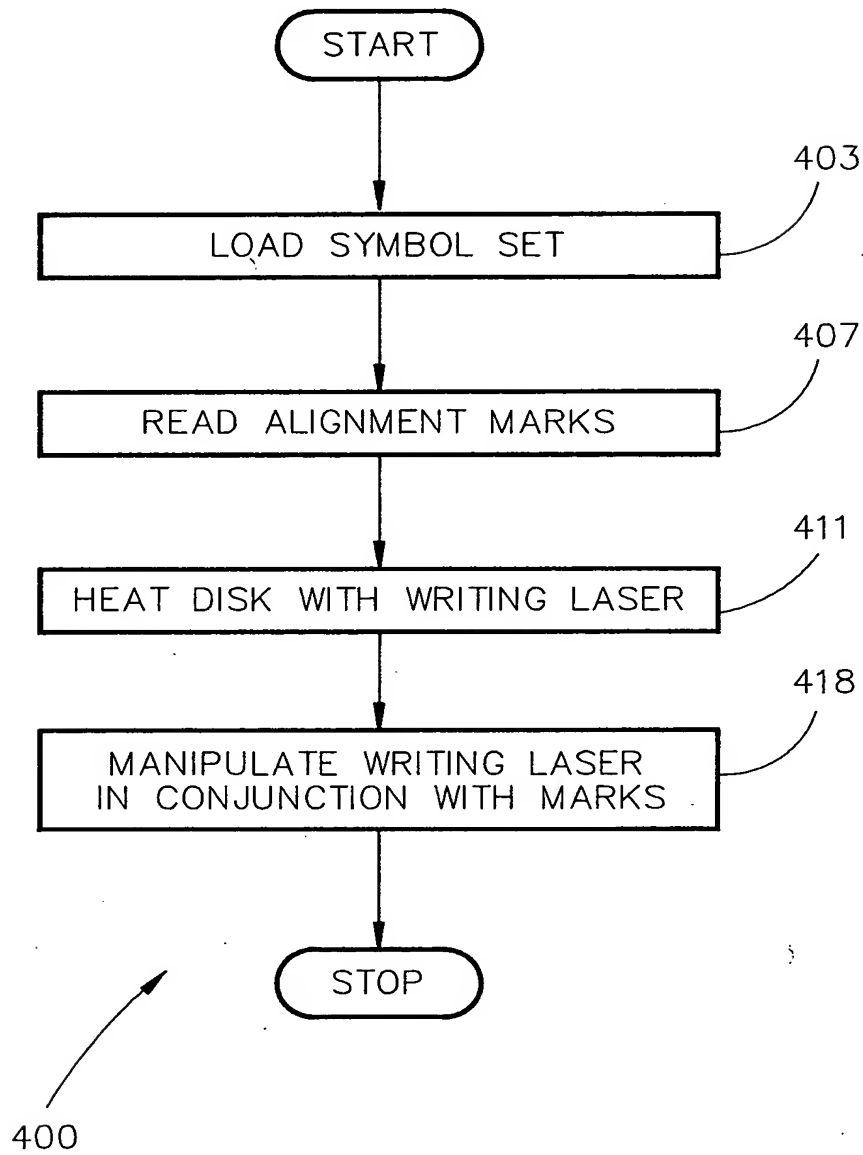 START
403
LOAD SYMBOL SET
407
READ ALIGNMENT MARKS
411
HEAT DISK WITH WRITING LASER
418
MANIPULATE WRITING LASER
IN CONJUNCTION WITH MARKS
STOP
400